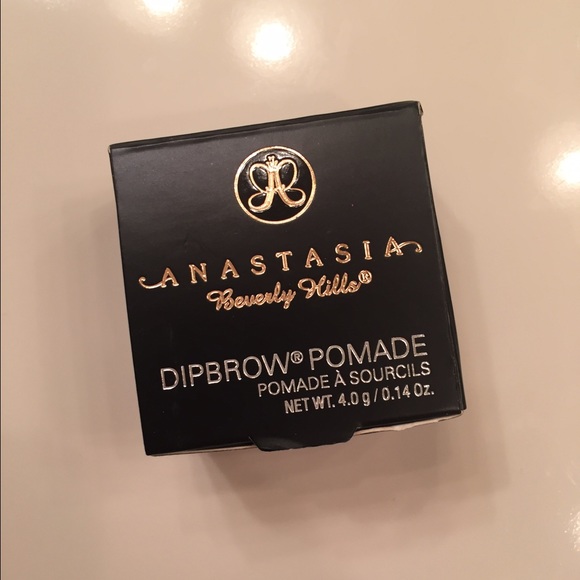 ANASTASIA
Beverly Hills®
DIPBROW® POMADE
POMADE À SOURCILS
NET WT. 4.0 g / 0.14 Oz.